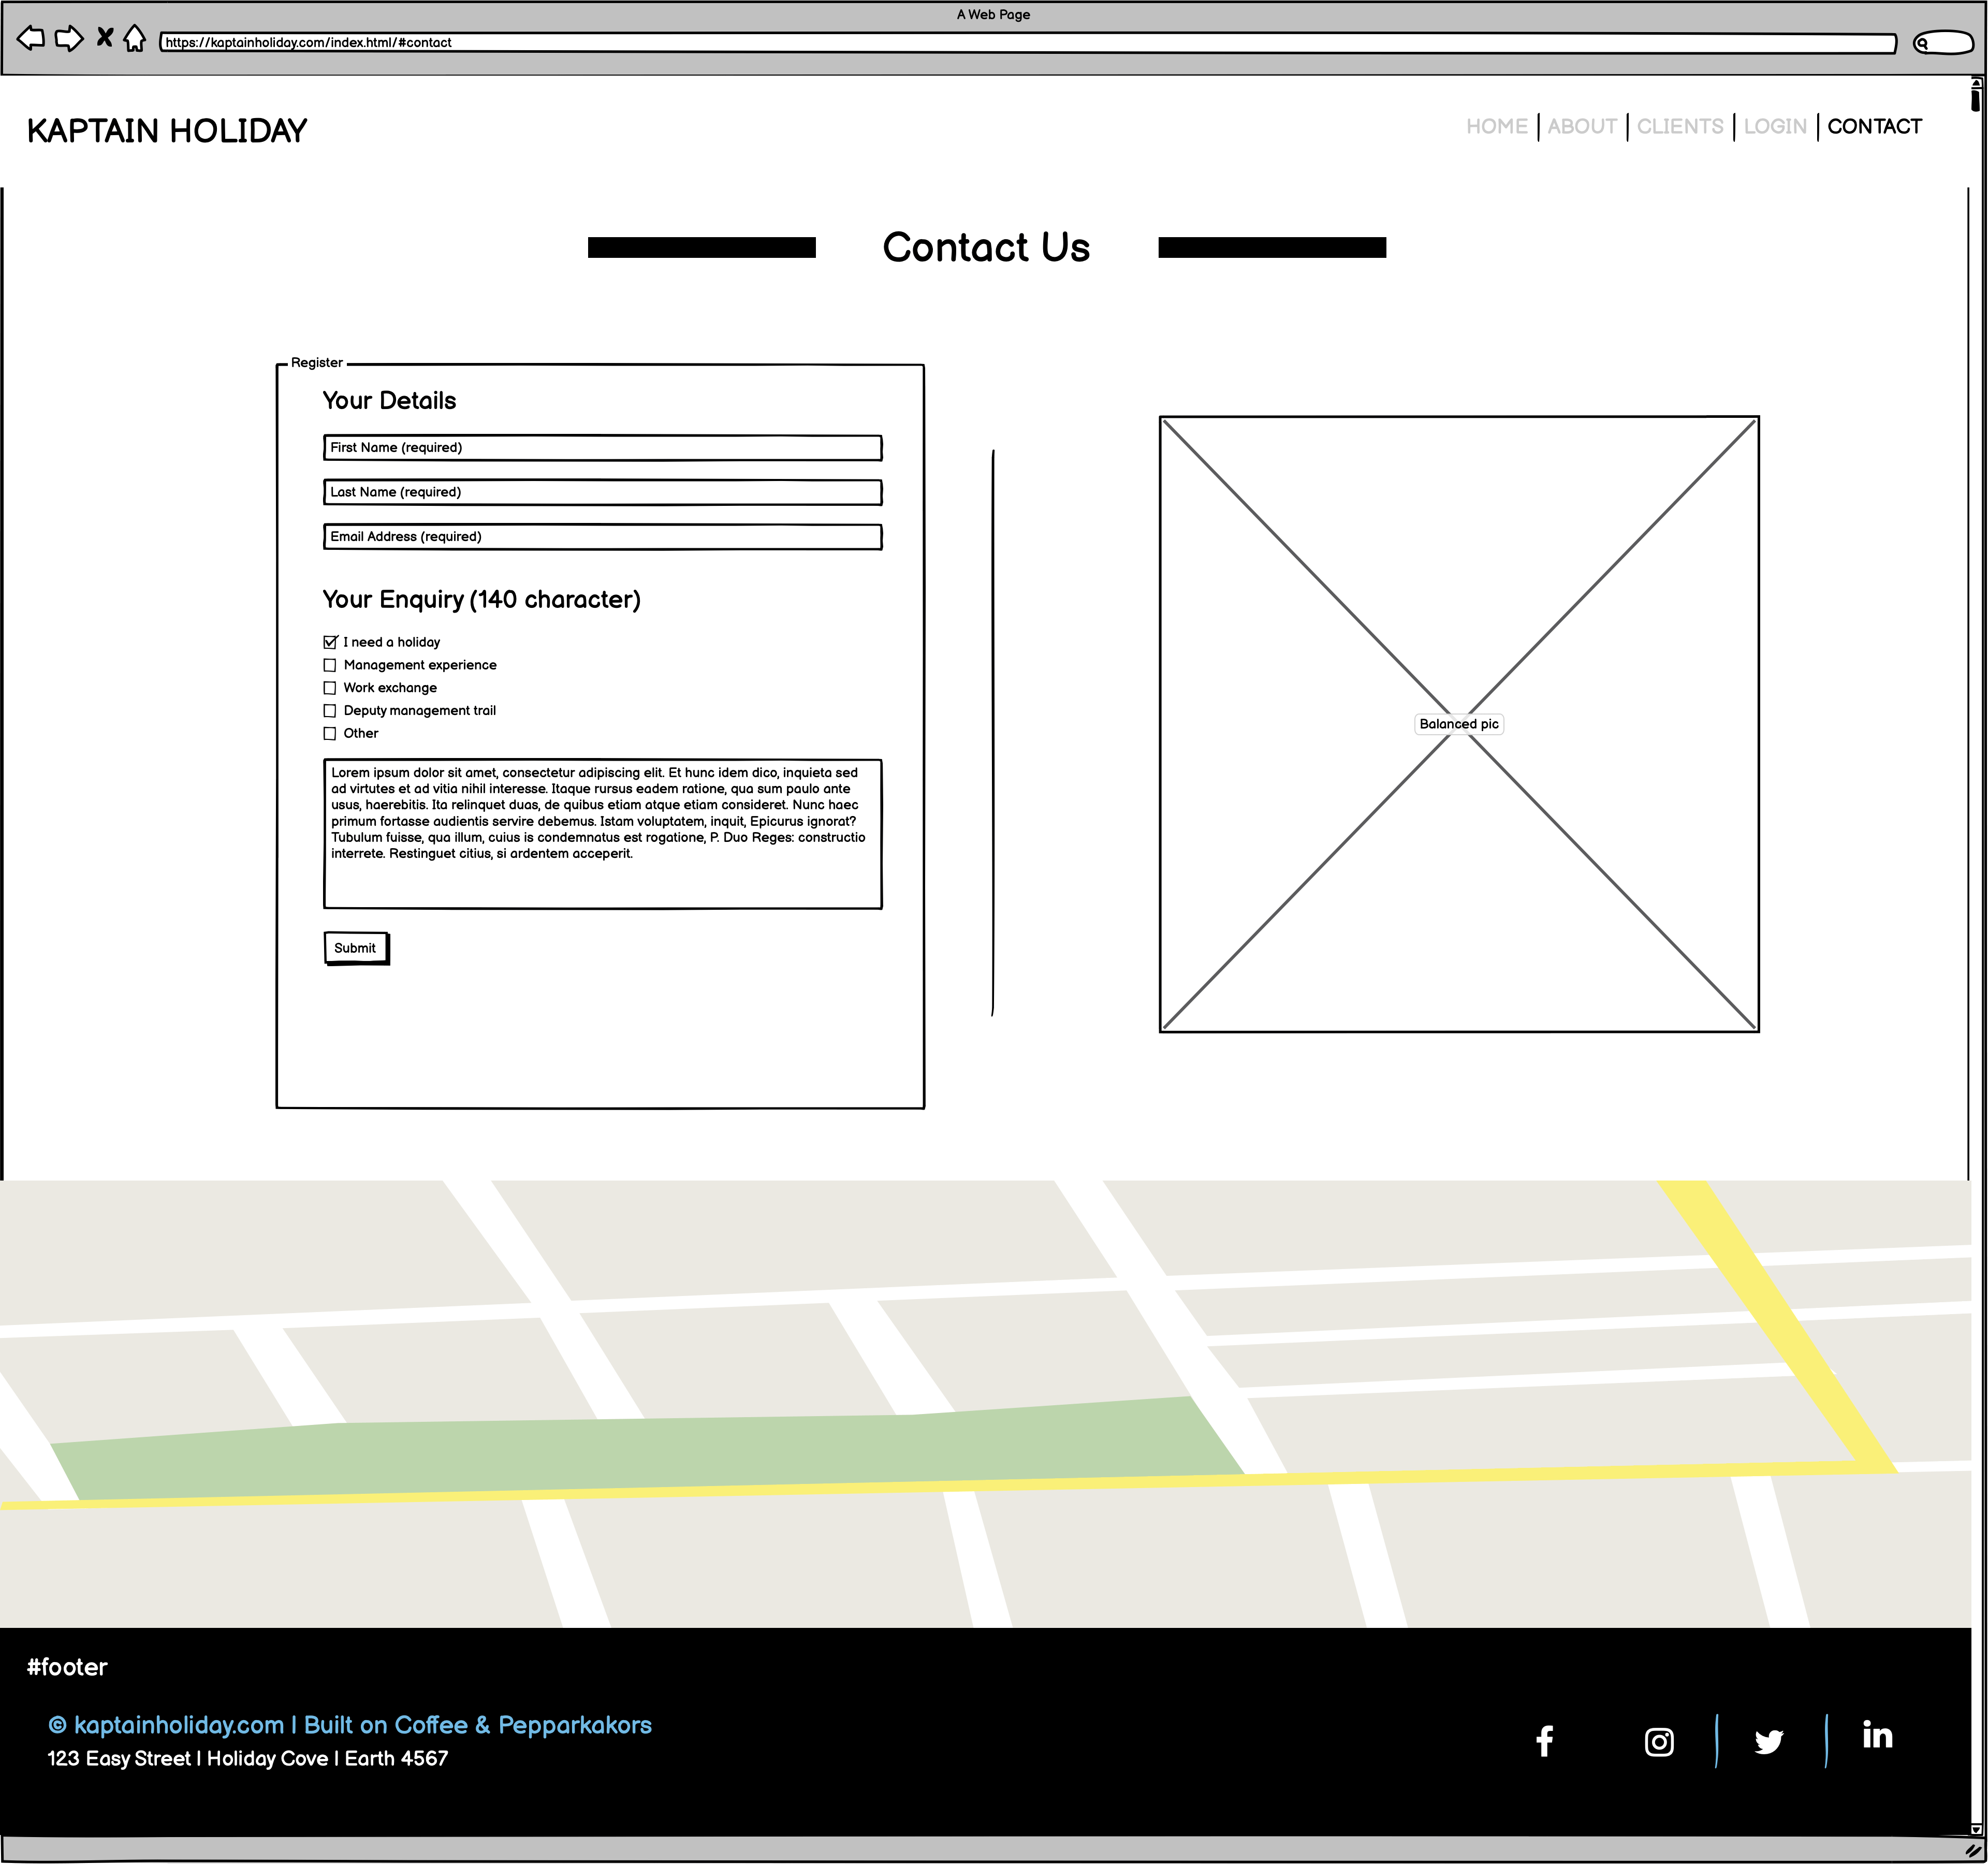 A Web Page
https://kaptainholiday.com/index.html/#contact
KAPTAIN HOLIDAY
HOME | ABOUT | CLIENTS | LOGIN | CONTACT
Contact Us
Register
Your Details
First Name (required)
Last Name (required)
Email Address (required)
Your Enquiry (140 character)
I need a holiday
Management experience
Work exchange
Deputy management trail
Other
Lorem ipsum dolor sit amet, consectetur adipiscing elit. Et hunc idem dico, inquieta sed
ad virtutes et ad vitia nihil interesse. Itaque rursus eadem ratione, qua sum paulo ante
usus, haerebitis. Ita relinquet duas, de quibus etiam atque etiam consideret. Nunc haec
primum fortasse audientis servire debemus. Istam voluptatem, inquit, Epicurus ignorat?
Tubulum fuisse, qua illum, cuius is condemnatus est rogatione, P. Duo Reges: constructio
interrete. Restinguet citius, si ardentem acceperit.
Submit
Balanced pic
#footer
© kaptainholiday.com | Built on Coffee & Pepparkakors
123 Easy Street | Holiday Cove | Earth 4567